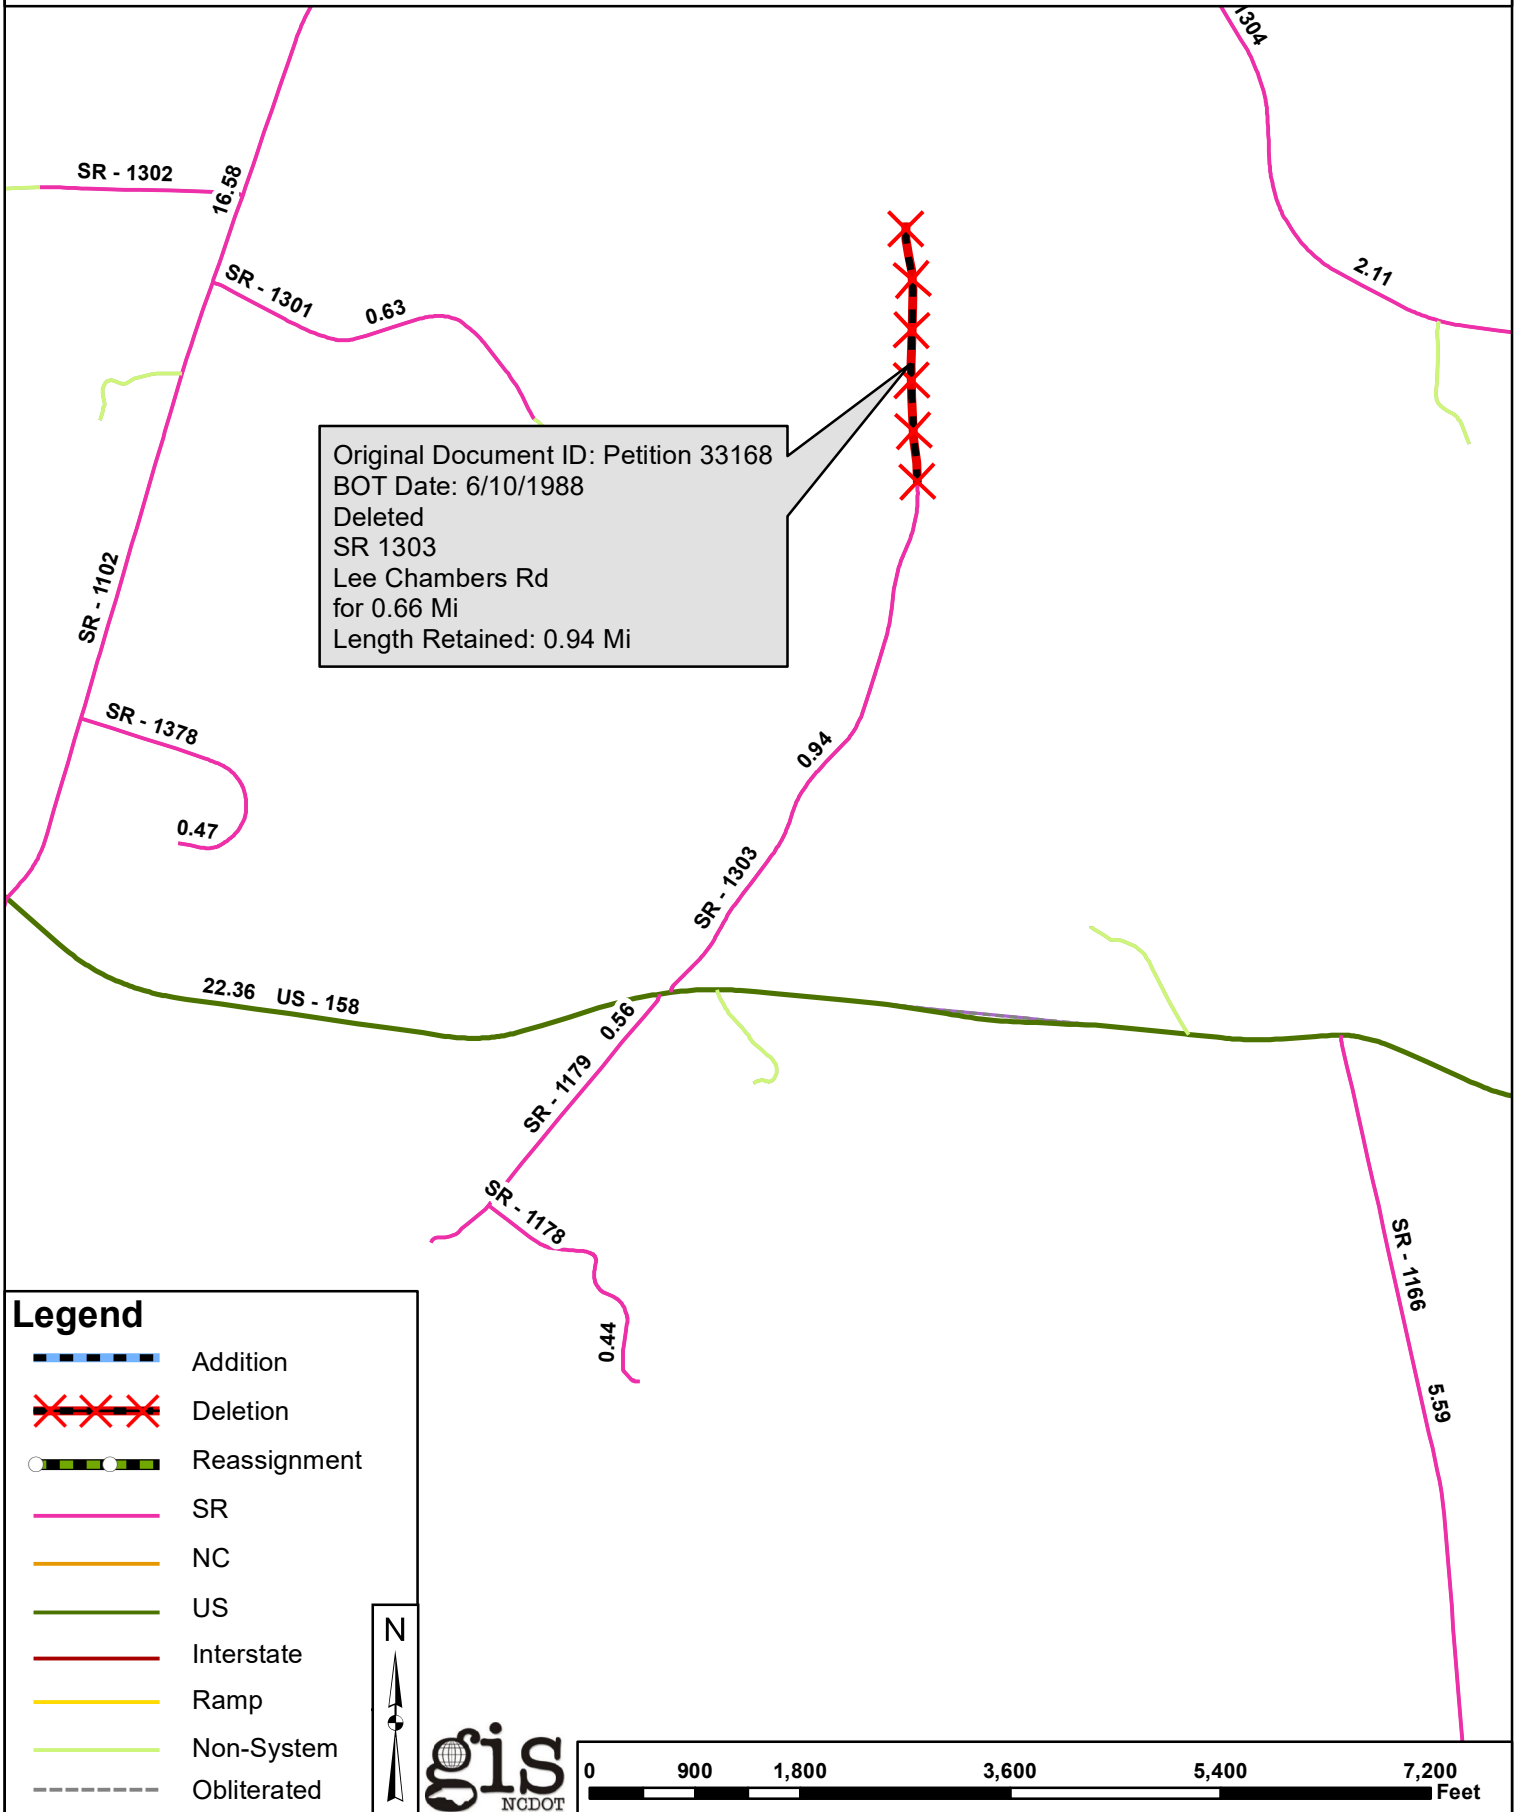 1304
SR - 1302
16.58
SR - 1301
0.63
2.11
Original Document ID: Petition 33168
BOT Date: 6/10/1988
Deleted
SR 1303
Lee Chambers Rd
for 0.66 Mi
Length Retained: 0.94 Mi
SR - 1102
SR - 1378
0.47
0.94
SR - 1303
22.36 US - 158
0.56
SR - 1179
SR - 1178
0.44
SR - 1166
5.59
Legend
Addition
Deletion
Reassignment
SR
NC
US
Interstate
Ramp
Non-System
Obliterated
N
gis
NCDOT
0 900 1,800 3,600 5,400 7,200
Feet